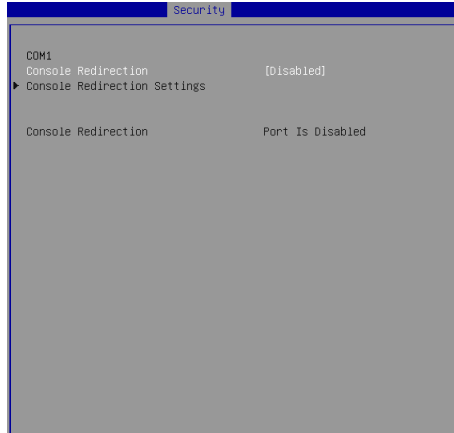 Security
COM1
Console Redirection [Disabled]
Console Redirection Settings
Console Redirection Port Is Disabled